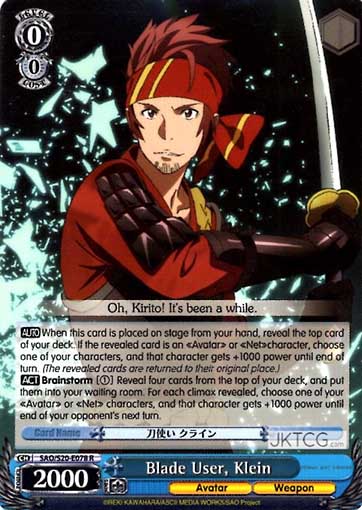 LEVEL
0
0
COST
Oh, Kirito! It's been a while.
AUTO When this card is placed on stage from your hand, reveal the top card
of your deck. If the revealed card is an <Avatar> or <Net>character, choose
one of your characters, and that character gets +1000 power until end of
turn. (The revealed cards are returned to their original place.)
ACT Brainstorm [①] Reveal four cards from the top of your deck, and put
them into your waiting room. For each climax revealed, choose one of your
<Avatar> or <Net> characters, and that character gets +2000 power until
end of your opponent's next turn.
Card Name
刀使い クライン
JKTCG.com
SAO/S20-E078 R
POWER
2000
Blade User, Klein
Avatar
Weapon
©REKI KAWAHARA/ASCII MEDIA WORKS/SAO Project